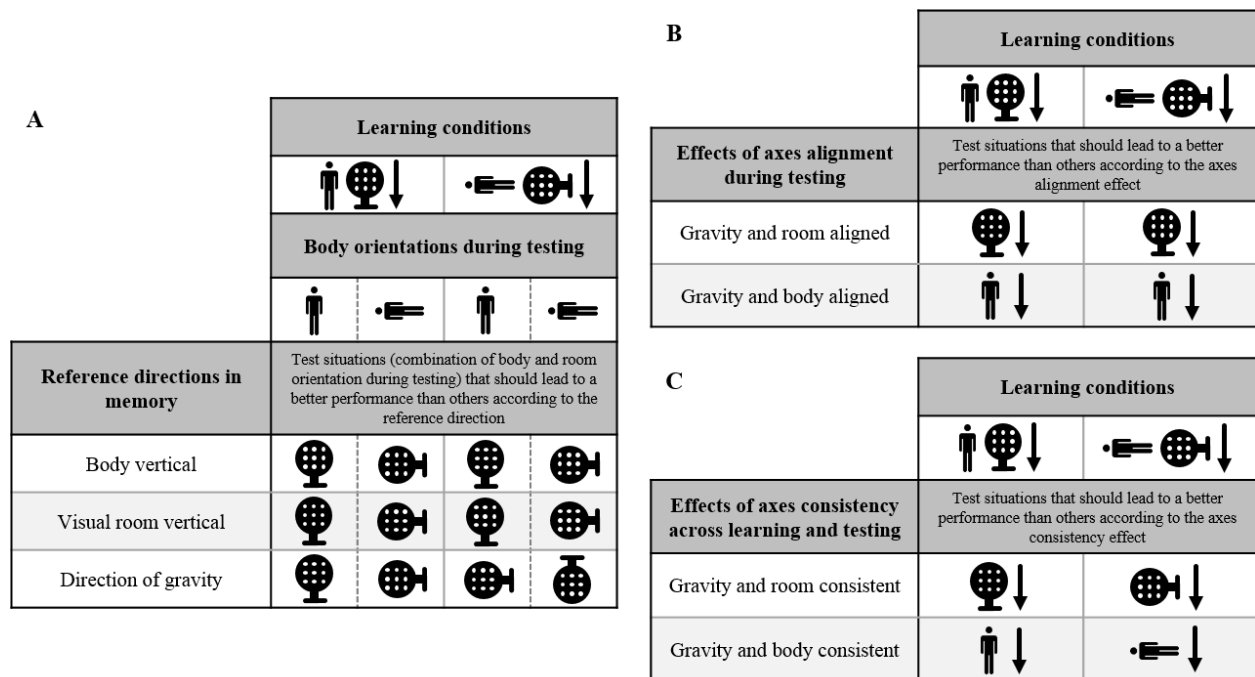 A
Learning conditions
Body orientations during testing
Reference directions in
memory
Test situations (combination of body and room
orientation during testing) that should lead to a
better performance than others according to the
reference direction
Body vertical
Visual room vertical
Direction of gravity
B
Learning conditions
Effects of axes alignment
during testing
Test situations that should lead to a better
performance than others according to the axes
alignment effect
Gravity and room aligned
Gravity and body aligned
C
Learning conditions
Effects of axes consistency
across learning and testing
Test situations that should lead to a better
performance than others according to the axes
consistency effect
Gravity and room consistent
Gravity and body consistent